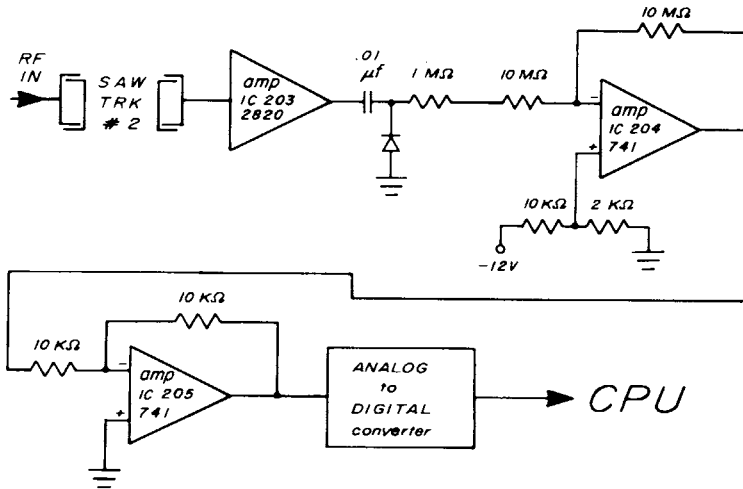 RF
IN
SAW
TRK
# 2
amp
IC 203
2820
.01
µf
1 MΩ
10 MΩ
10 MΩ
−
amp
IC 204
741
+
10 KΩ
2 KΩ
−12V
10 KΩ
10 KΩ
−
amp
IC 205
741
+
ANALOG
to
DIGITAL
converter
CPU